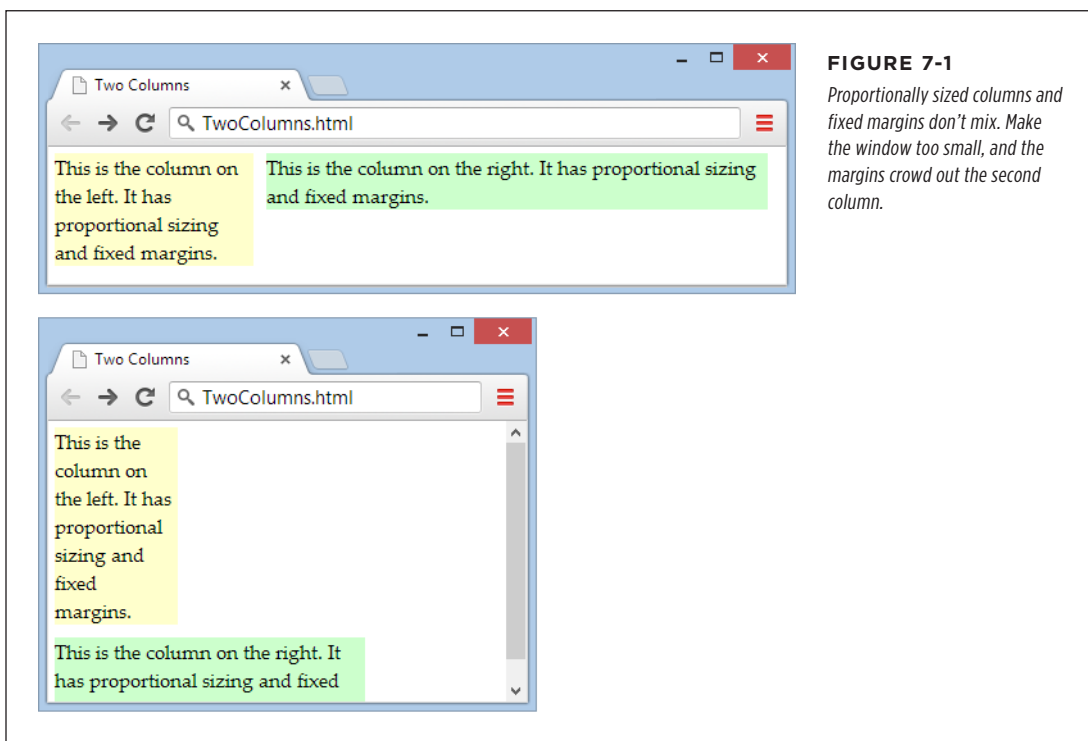 Two Columns
TwoColumns.html
This is the column on
the left. It has
proportional sizing
and fixed margins.
This is the column on the right. It has proportional sizing
and fixed margins.
FIGURE 7-1
Proportionally sized columns and
fixed margins don’t mix. Make
the window too small, and the
margins crowd out the second
column.
Two Columns
TwoColumns.html
This is the
column on
the left. It has
proportional
sizing and
fixed
margins.
This is the column on the right. It
has proportional sizing and fixed